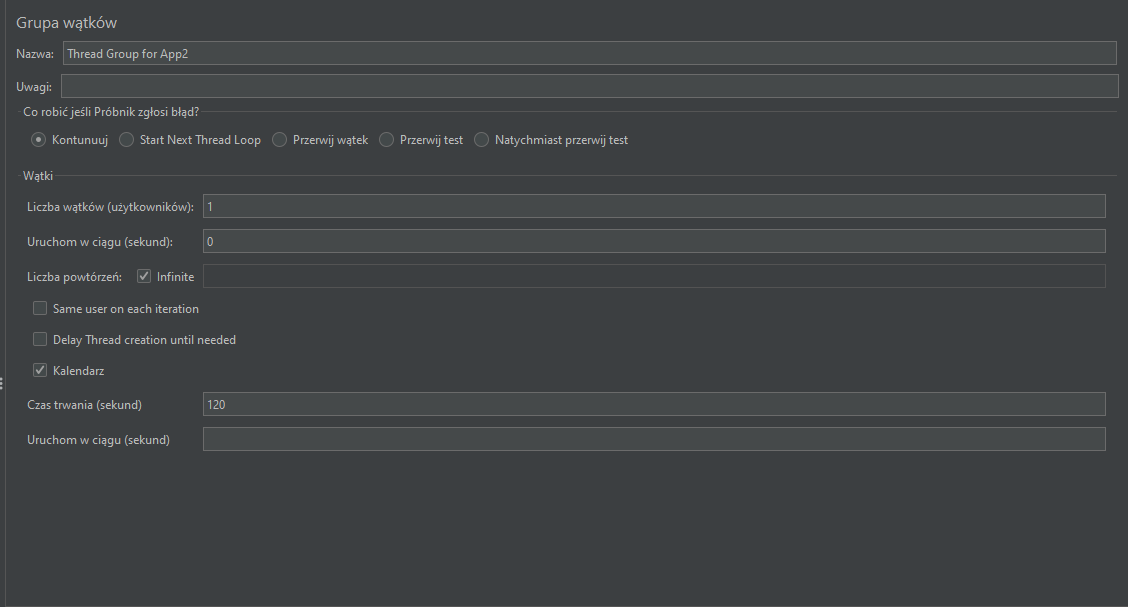 Grupa wątków
Nazwa: Thread Group for App2
Uwagi:
Co robić jeśli Próbnik zgłosi błąd?
Kontunuuj Start Next Thread Loop Przerwij wątek Przerwij test Natychmiast przerwij test
Wątki
Liczba wątków (użytkowników): 1
Uruchom w ciągu (sekund): 0
Liczba powtórzeń: Infinite
Same user on each iteration
Delay Thread creation until needed
Kalendarz
Czas trwania (sekund) 120
Uruchom w ciągu (sekund)